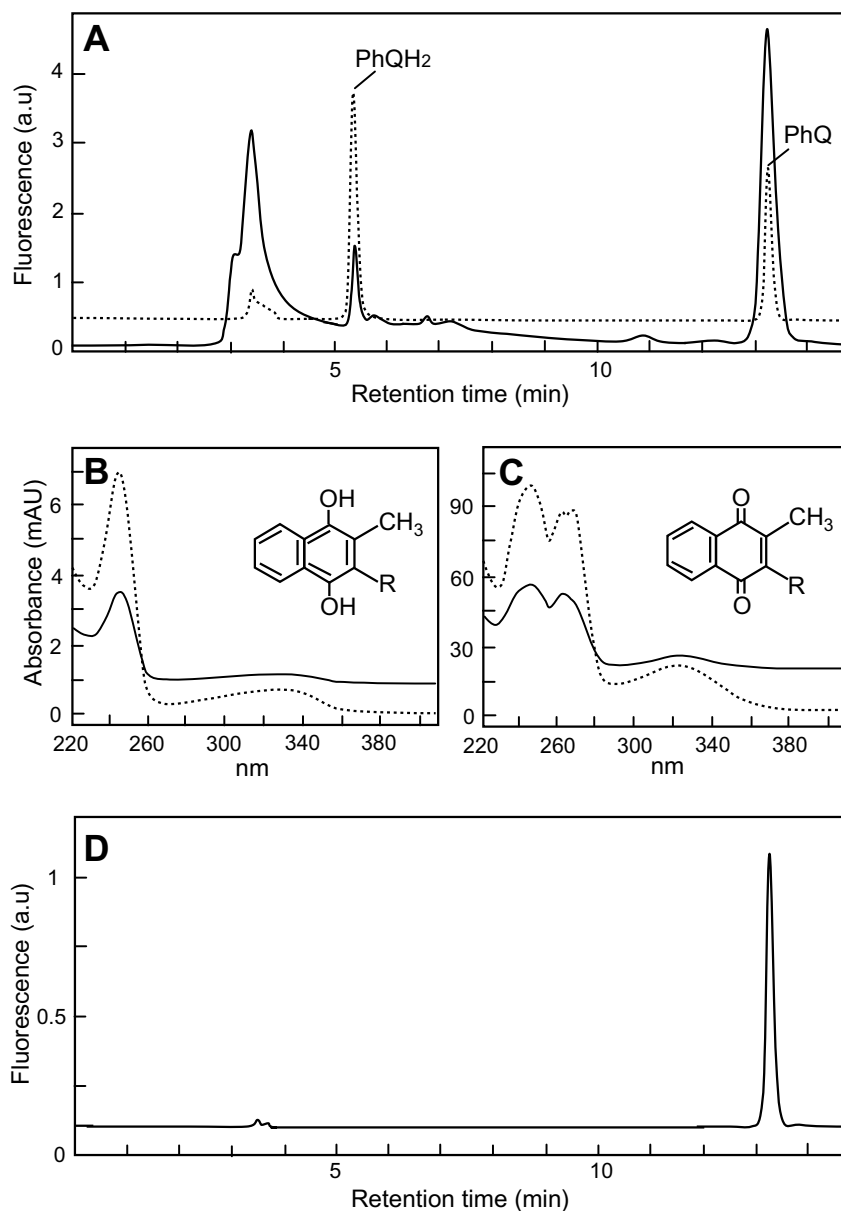 A
PhQH2
PhQ
Fluorescence (a.u)
4
3
2
1
0
5
10
Retention time (min)
B
OH
CH3
R
OH
Absorbance (mAU)
6
4
2
0
220 260 300 340 380
nm
C
O
CH3
R
O
90
60
30
0
220 260 300 340 380
nm
D
Fluorescence (a.u)
1
0.5
0
5
10
Retention time (min)